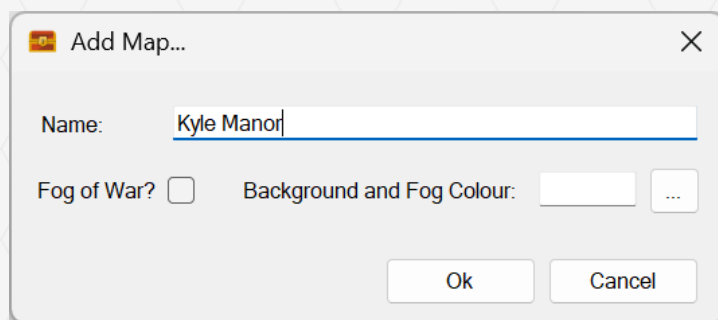 Add Map...
Name: Kyle Manor
Fog of War? Background and Fog Colour: ...
Ok Cancel